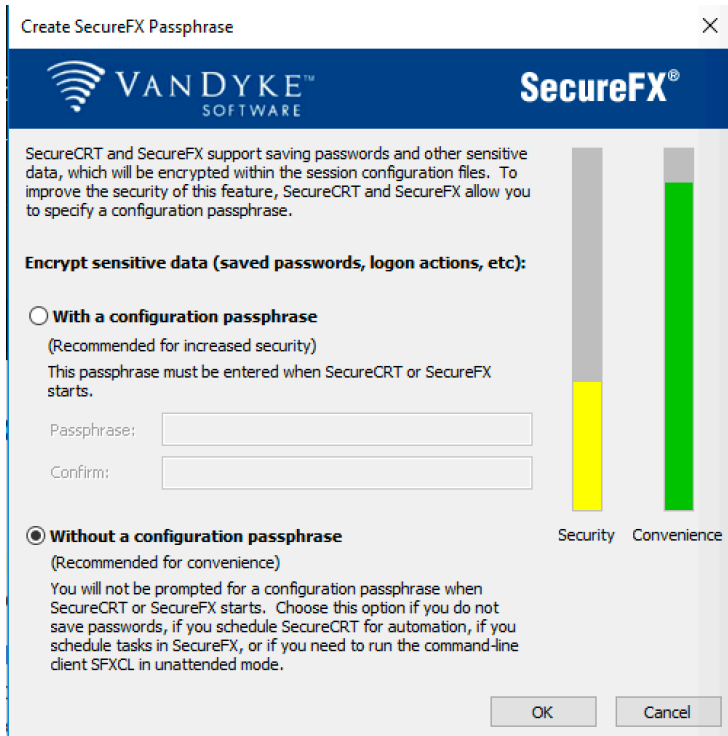 Create SecureFX Passphrase
VANDYKE™
SOFTWARE
SecureFX®
SecureCRT and SecureFX support saving passwords and other sensitive
data, which will be encrypted within the session configuration files. To
improve the security of this feature, SecureCRT and SecureFX allow you
to specify a configuration passphrase.
Encrypt sensitive data (saved passwords, logon actions, etc):
With a configuration passphrase
(Recommended for increased security)
This passphrase must be entered when SecureCRT or SecureFX
starts.
Passphrase:
Confirm:
Without a configuration passphrase
(Recommended for convenience)
You will not be prompted for a configuration passphrase when
SecureCRT or SecureFX starts. Choose this option if you do not
save passwords, if you schedule SecureCRT for automation, if you
schedule tasks in SecureFX, or if you need to run the command-line
client SFXCL in unattended mode.
Security Convenience
OK Cancel